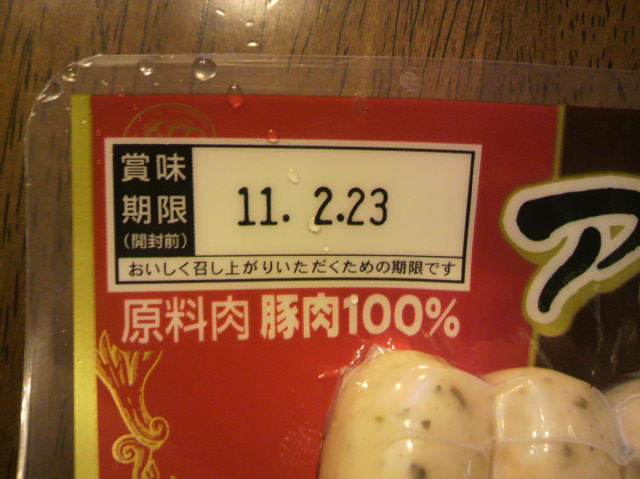 賞味
期限
(開封前)
11. 2.23
おいしく召し上がりいただくための期限です
原料肉 豚肉100%
ア